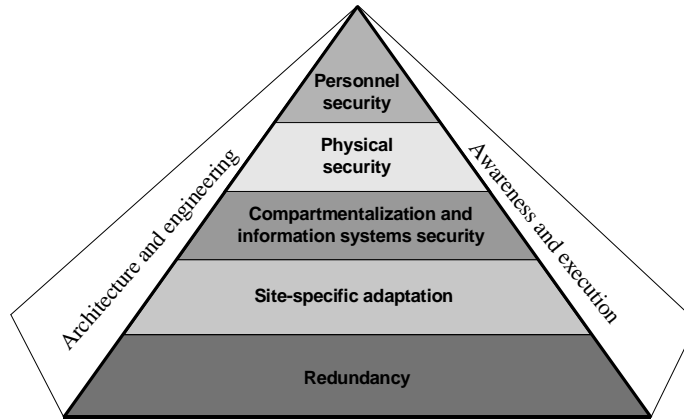 Personnel
security
Physical
security
Architecture and engineering
Awareness and execution
Compartmentalization and
information systems security
Site-specific adaptation
Redundancy